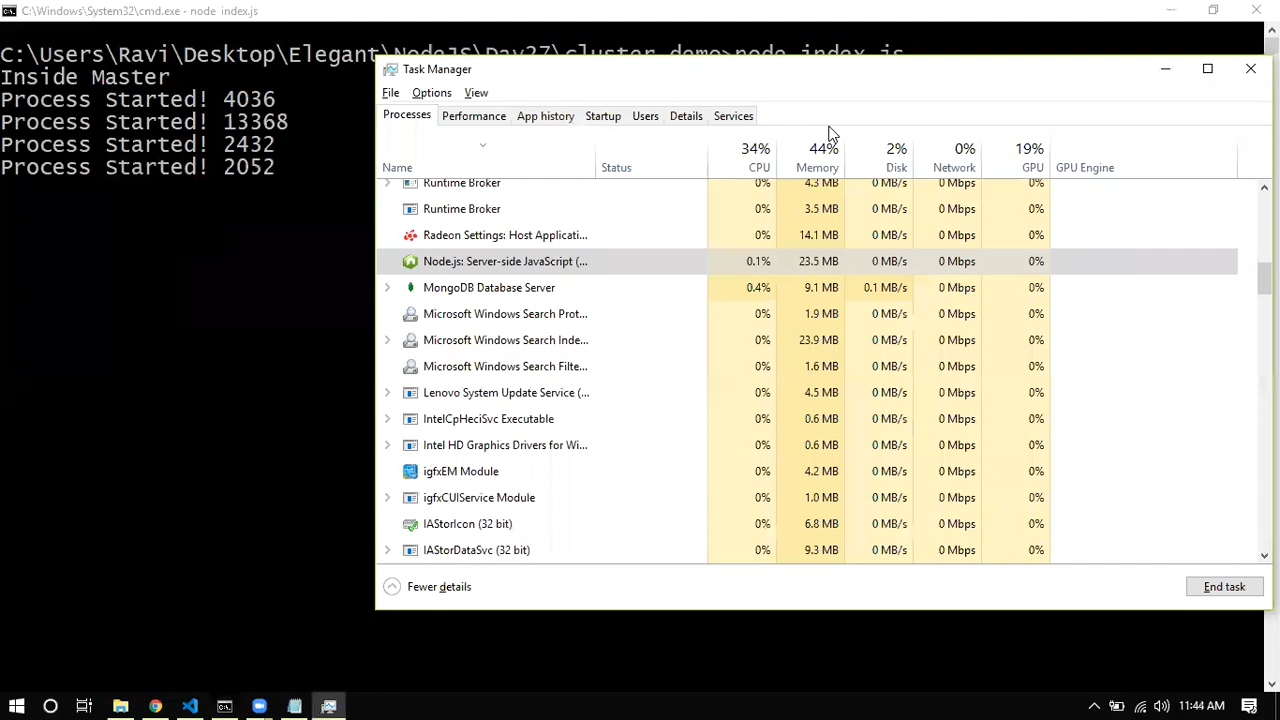 C:\Windows\System32\cmd.exe - node index.js
C:\Users\Ravi\Desktop\Elegant\NodeJS\Day27\cluster demo>node index.js
Inside Master
Process Started! 4036
Process Started! 13368
Process Started! 2432
Process Started! 2052
Task Manager
File Options View
Processes Performance App history Startup Users Details Services
34% 44% 2% 0% 19%
Name Status CPU Memory Disk Network GPU GPU Engine
Runtime Broker 0% 4.3 MB 0 MB/s 0 Mbps 0%
Runtime Broker 0% 3.5 MB 0 MB/s 0 Mbps 0%
Radeon Settings: Host Applicati... 0% 14.1 MB 0 MB/s 0 Mbps 0%
Node.js: Server-side JavaScript (... 0.1% 23.5 MB 0 MB/s 0 Mbps 0%
MongoDB Database Server 0.4% 9.1 MB 0.1 MB/s 0 Mbps 0%
Microsoft Windows Search Prot... 0% 1.9 MB 0 MB/s 0 Mbps 0%
Microsoft Windows Search Inde... 0% 23.9 MB 0 MB/s 0 Mbps 0%
Microsoft Windows Search Filte... 0% 1.6 MB 0 MB/s 0 Mbps 0%
Lenovo System Update Service (... 0% 4.5 MB 0 MB/s 0 Mbps 0%
IntelCpHeciSvc Executable 0% 0.6 MB 0 MB/s 0 Mbps 0%
Intel HD Graphics Drivers for Wi... 0% 0.6 MB 0 MB/s 0 Mbps 0%
igfxEM Module 0% 4.2 MB 0 MB/s 0 Mbps 0%
igfxCUIService Module 0% 1.0 MB 0 MB/s 0 Mbps 0%
IAStorIcon (32 bit) 0% 6.8 MB 0 MB/s 0 Mbps 0%
IAStorDataSvc (32 bit) 0% 9.3 MB 0 MB/s 0 Mbps 0%
Fewer details End task
11:44 AM